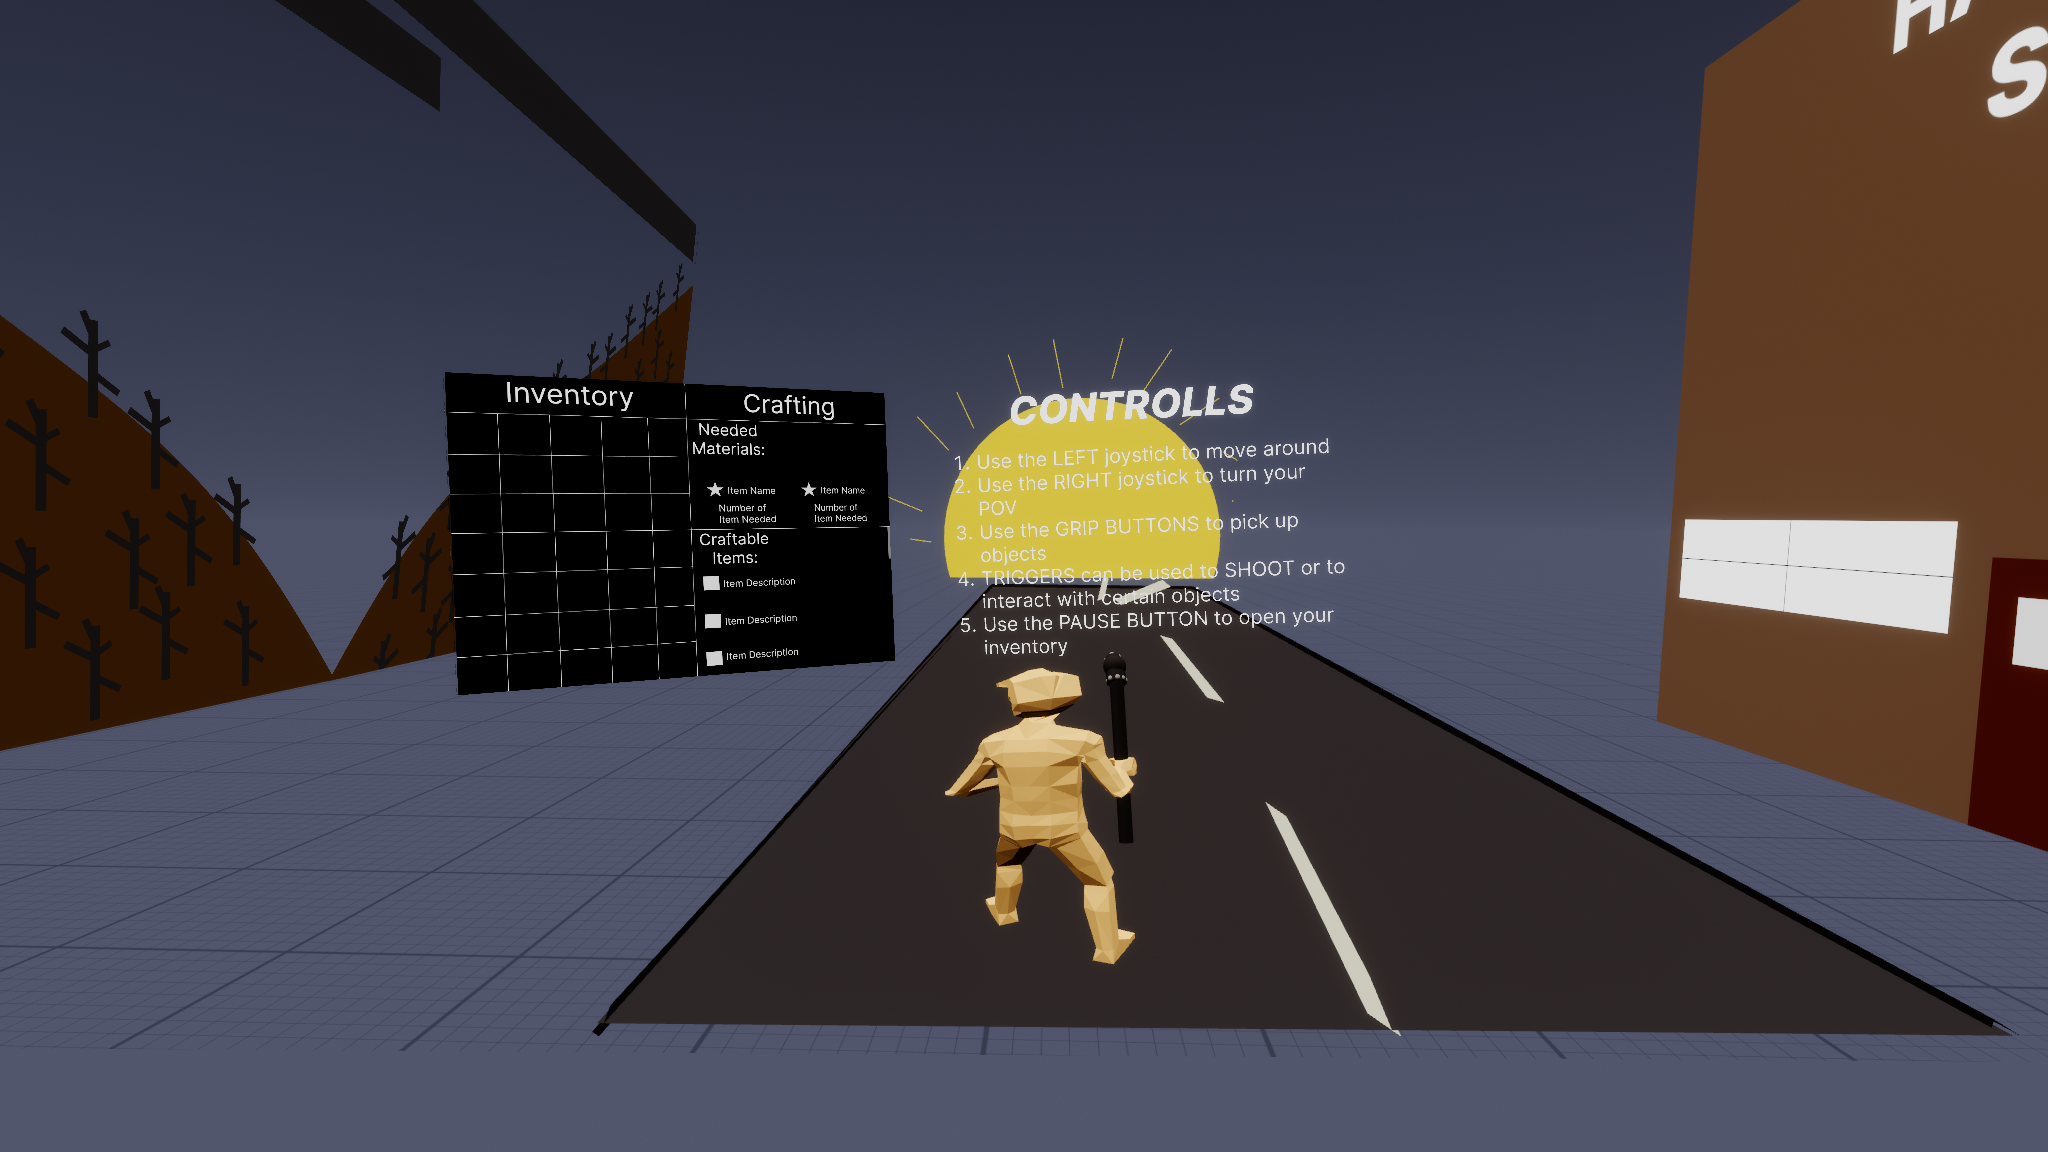 Inventory
Crafting
Needed
Materials:
Item Name
Item Name
Number of
Item Needed
Number of
Item Needed
Craftable
Items:
Item Description
Item Description
Item Description
CONTROLLS
1. Use the LEFT joystick to move around
2. Use the RIGHT joystick to turn your
POV
3. Use the GRIP BUTTONS to pick up
objects
4. TRIGGERS can be used to SHOOT or to
interact with certain objects
5. Use the PAUSE BUTTON to open your
inventory